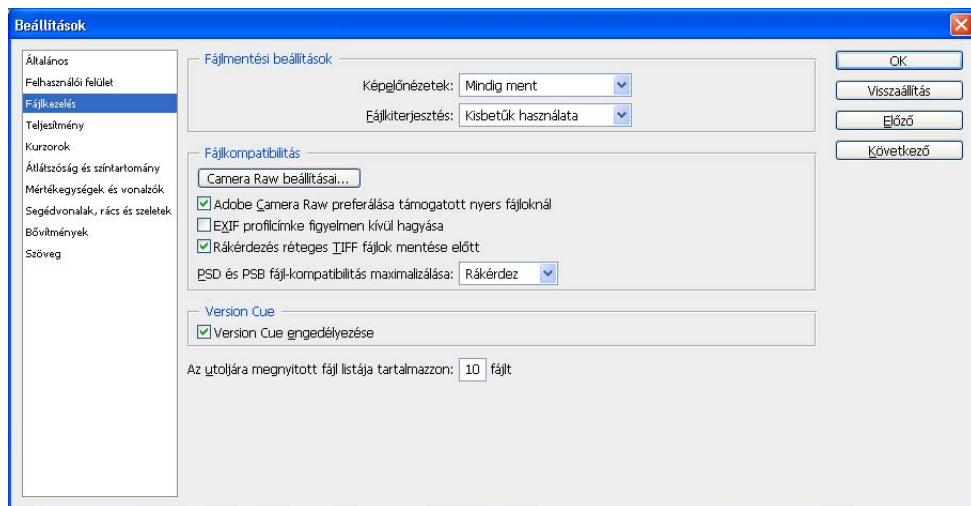 Beállítások
Általános
Felhasználói felület
Fájlkezelés
Teljesítmény
Kurzorok
Átlátszóság és színtartomány
Mértékegységek és vonalzók
Segédvonalak, rács és szeletek
Bővítmények
Szöveg
Fájlmentési beállítások
Képelőnézetek: Mindig ment
Fájlkiterjesztés: Kisbetűk használata
Fájlkompatibilitás
Camera Raw beállításai...
Adobe Camera Raw preferálása támogatott nyers fájloknál
EXIF profilcímke figyelmen kívül hagyása
Rákérdezés réteges TIFF fájlok mentése előtt
PSD és PSB fájl-kompatibilitás maximalizálása: Rákérdez
Version Cue
Version Cue engedélyezése
Az utoljára megnyitott fájl listája tartalmazzon: 10 fájlt
OK
Visszaállítás
Előző
Következő